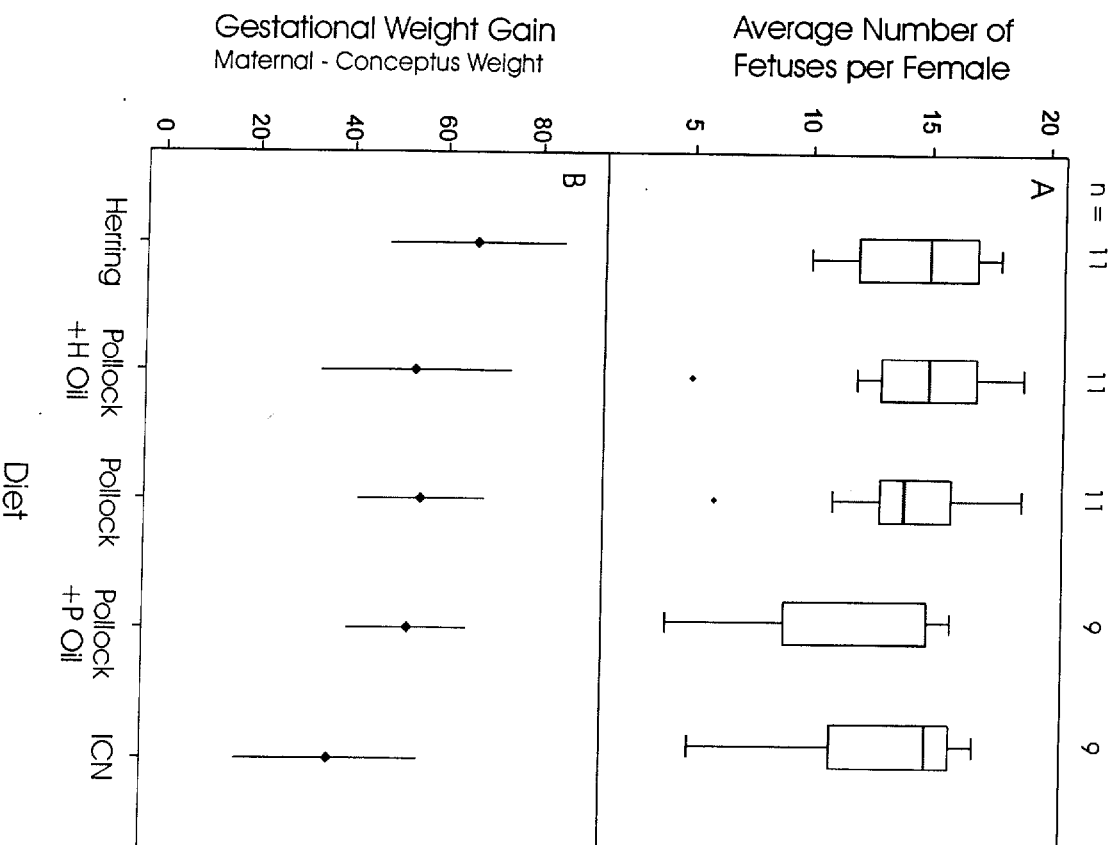 n = 11 11 11 9 9
A
Average Number of
Fetuses per Female
20
15
10
5
B
Gestational Weight Gain
Maternal - Conceptus Weight
80
60
40
20
0
Herring
Pollock
+H Oil
Pollock
Pollock
+P Oil
ICN
Diet